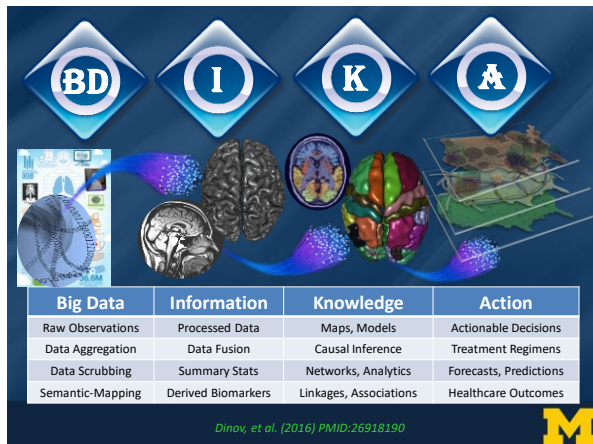 BD I K A
Big Data Information Knowledge Action
Raw Observations Processed Data Maps, Models Actionable Decisions
Data Aggregation Data Fusion Causal Inference Treatment Regimens
Data Scrubbing Summary Stats Networks, Analytics Forecasts, Predictions
Semantic-Mapping Derived Biomarkers Linkages, Associations Healthcare Outcomes
Dinov, et al. (2016) PMID:26918190
M